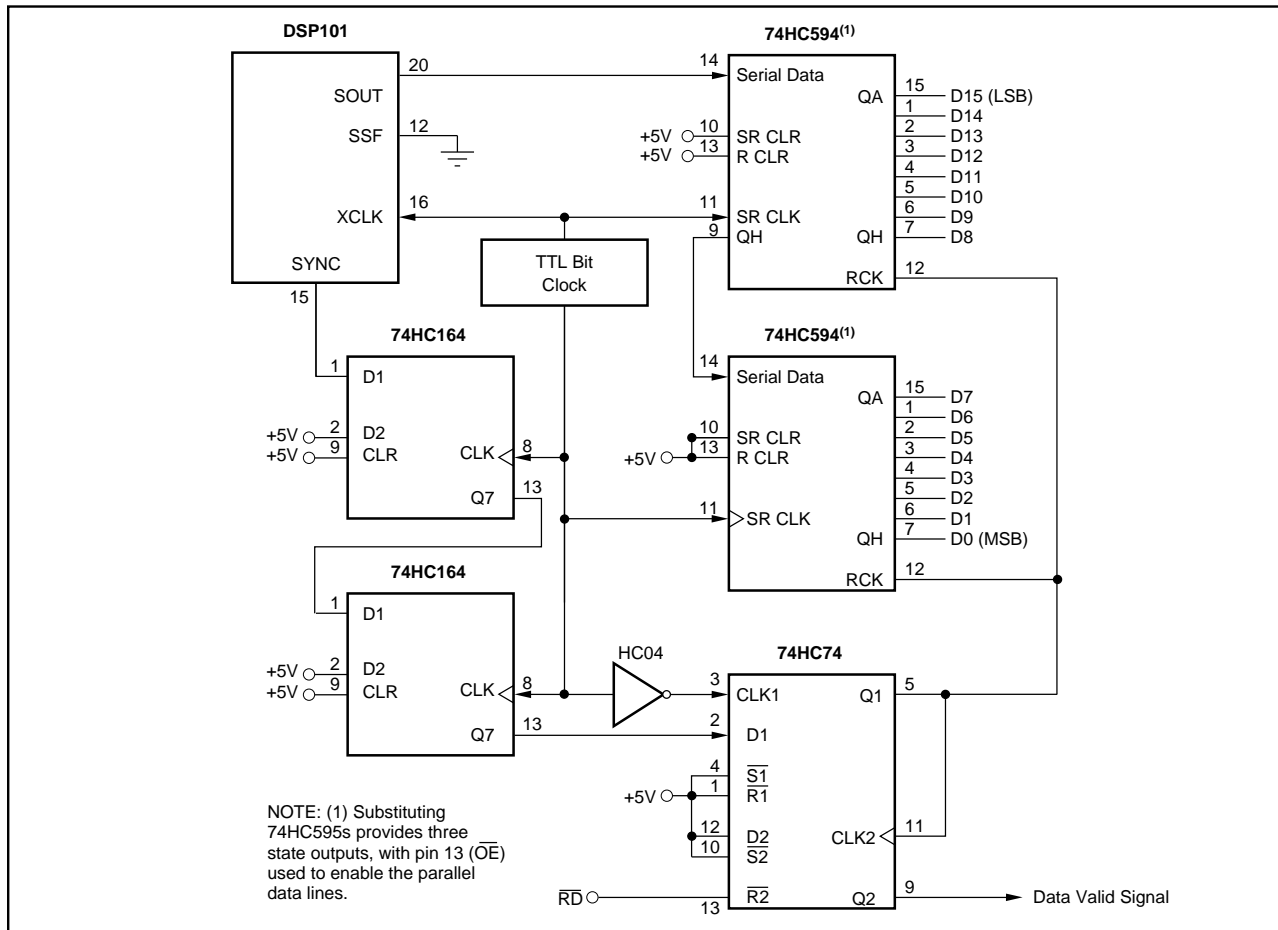 DSP101
SOUT
20
SSF
12
XCLK
16
SYNC
15
TTL Bit
Clock
74HC594(1)
14
Serial Data
+5V
10
SR CLR
+5V
13
R CLR
11
SR CLK
9
QH
QA
15
D15 (LSB)
1
D14
2
D13
3
D12
4
D11
5
D10
6
D9
QH
7
D8
RCK
12
74HC594(1)
14
Serial Data
10
SR CLR
+5V
13
R CLR
11
SR CLK
QA
15
D7
1
D6
2
D5
3
D4
4
D3
5
D2
6
D1
QH
7
D0 (MSB)
RCK
12
74HC164
1
D1
+5V
2
D2
+5V
9
CLR
CLK
8
Q7
13
74HC164
1
D1
+5V
2
D2
+5V
9
CLR
CLK
8
Q7
13
HC04
74HC74
3
CLK1
2
D1
4
S1
+5V
1
R1
12
D2
10
S2
RD
13
R2
Q1
5
CLK2
11
Q2
9
Data Valid Signal
NOTE: (1) Substituting
74HC595s provides three
state outputs, with pin 13 (OE)
used to enable the parallel
data lines.